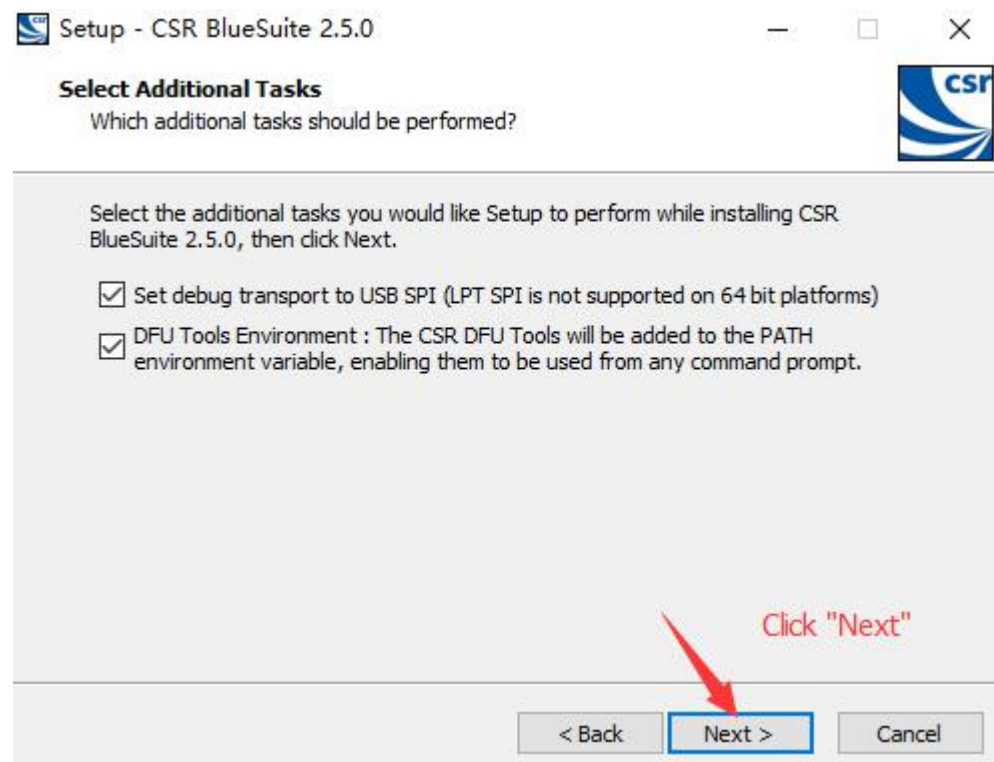 Setup - CSR BlueSuite 2.5.0
Select Additional Tasks
Which additional tasks should be performed?
csr
Select the additional tasks you would like Setup to perform while installing CSR
BlueSuite 2.5.0, then click Next.
Set debug transport to USB SPI (LPT SPI is not supported on 64 bit platforms)
DFU Tools Environment : The CSR DFU Tools will be added to the PATH
environment variable, enabling them to be used from any command prompt.
Click "Next"
< Back
Next >
Cancel